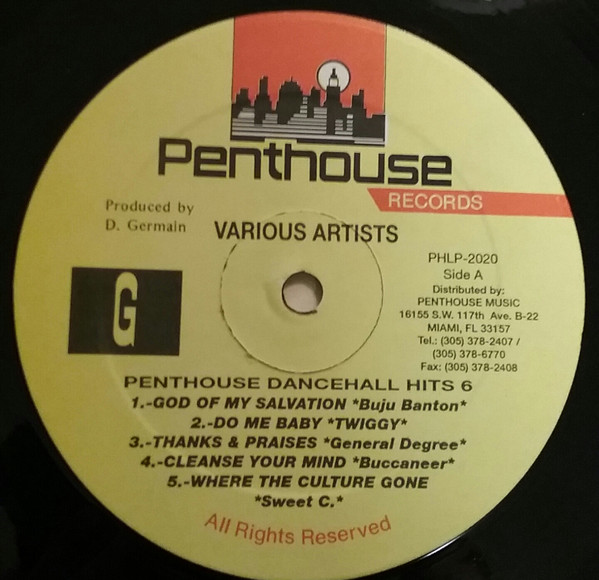 Penthouse
RECORDS
Produced by
D. Germain
VARIOUS ARTISTS
PHLP-2020
Side A
Distributed by:
PENTHOUSE MUSIC
16155 S.W. 117th Ave. B-22
MIAMI, FL 33157
Tel.: (305) 378-2407 /
(305) 378-6770
Fax: (305) 378-2408
G
PENTHOUSE DANCEHALL HITS 6
1.-GOD OF MY SALVATION *Buju Banton*
2.-DO ME BABY *TWIGGY*
3.-THANKS & PRAISES *General Degree*
4.-CLEANSE YOUR MIND *Buccaneer*
5.-WHERE THE CULTURE GONE
*Sweet C.*
All Rights Reserved